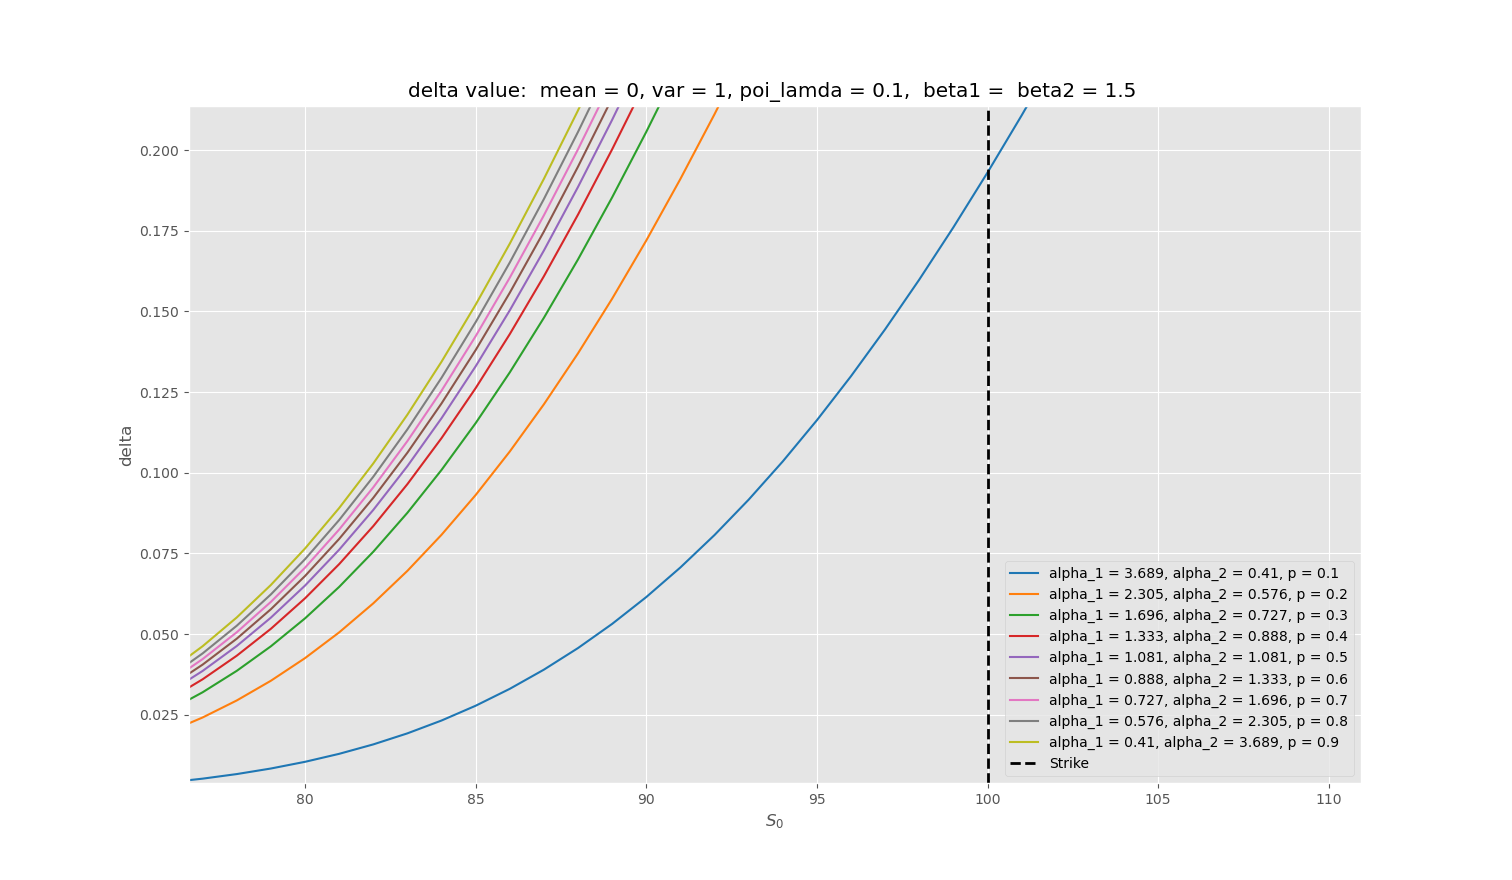 delta value:  mean = 0, var = 1, poi_lamda = 0.1,  beta1 =  beta2 = 1.5
0.200
0.175
0.150
0.125
0.100
0.075
0.050
0.025
delta
80
85
90
95
100
105
110
S₀
alpha_1 = 3.689, alpha_2 = 0.41, p = 0.1
alpha_1 = 2.305, alpha_2 = 0.576, p = 0.2
alpha_1 = 1.696, alpha_2 = 0.727, p = 0.3
alpha_1 = 1.333, alpha_2 = 0.888, p = 0.4
alpha_1 = 1.081, alpha_2 = 1.081, p = 0.5
alpha_1 = 0.888, alpha_2 = 1.333, p = 0.6
alpha_1 = 0.727, alpha_2 = 1.696, p = 0.7
alpha_1 = 0.576, alpha_2 = 2.305, p = 0.8
alpha_1 = 0.41, alpha_2 = 3.689, p = 0.9
Strike